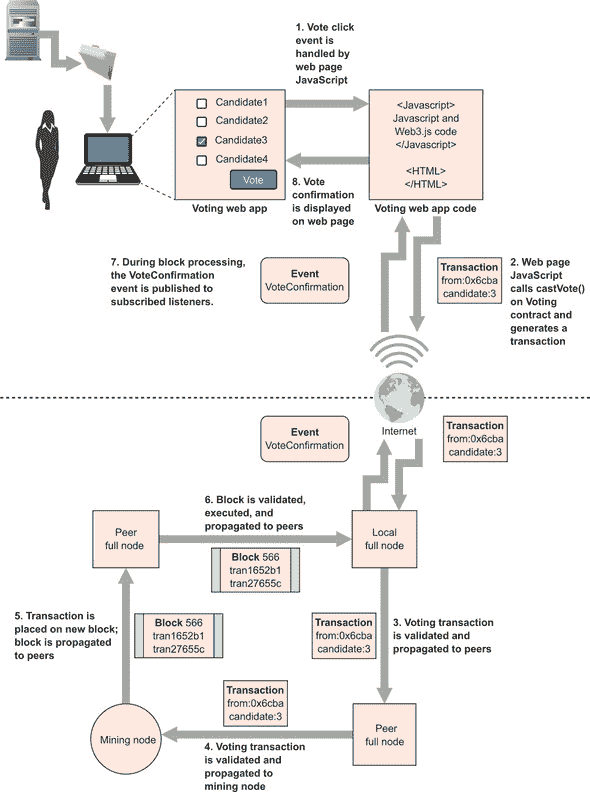 1. Vote click
event is
handled by
web page
JavaScript
Candidate1
Candidate2
Candidate3
Candidate4
Vote
Voting web app
<Javascript>
Javascript and
Web3.js code
</Javascript>
<HTML>
</HTML>
Voting web app code
8. Vote
confirmation
is displayed
on web page
7. During block processing,
the VoteConfirmation
event is published to
subscribed listeners.
Event
VoteConfirmation
Transaction
from:0x6cba
candidate:3
2. Web page
JavaScript
calls castVote()
on Voting
contract and
generates a
transaction
Internet
Event
VoteConfirmation
Transaction
from:0x6cba
candidate:3
6. Block is validated,
executed, and
propagated to peers
Peer
full node
Local
full node
Block 566
tran1652b1
tran27655c
5. Transaction is
placed on new block;
block is propagated
to peers
Block 566
tran1652b1
tran27655c
Transaction
from:0x6cba
candidate:3
3. Voting transaction
is validated and
propagated to peers
Transaction
from:0x6cba
candidate:3
Mining node
Peer
full node
4. Voting transaction
is validated and
propagated to
mining node